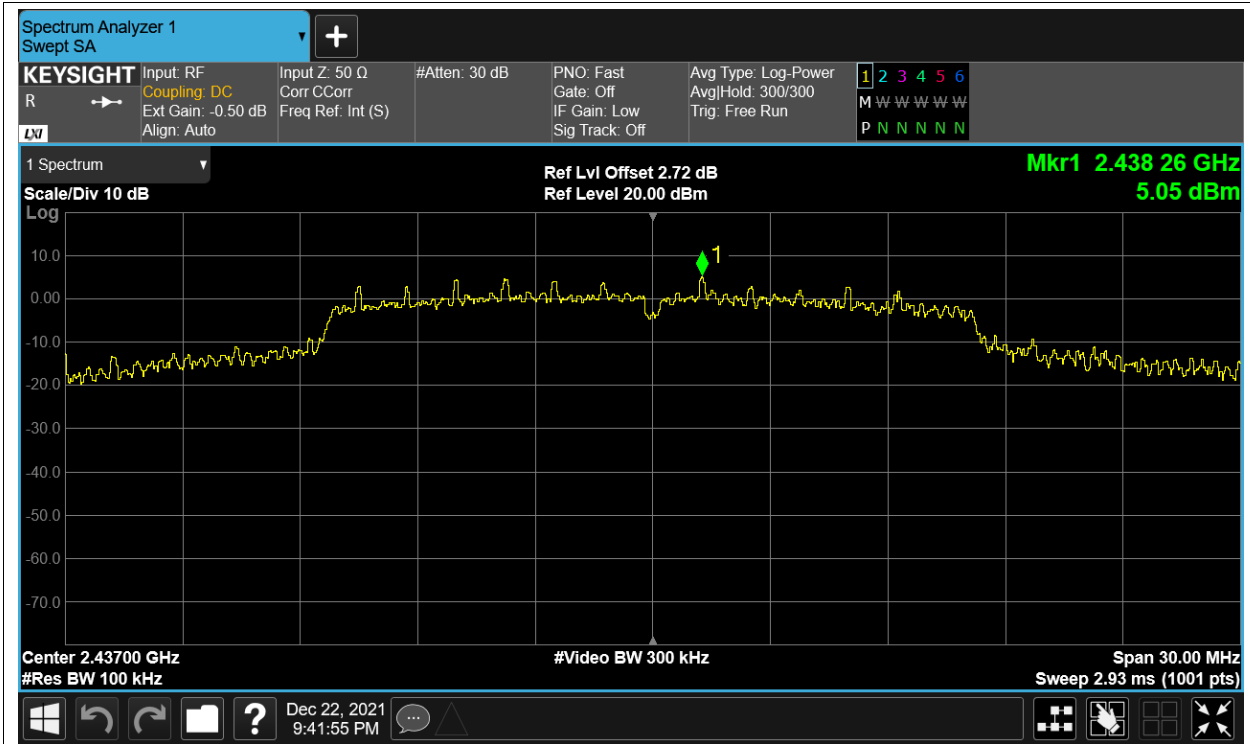 Spectrum Analyzer 1
Swept SA
KEYSIGHT
R
LXI
Input: RF
Coupling: DC
Ext Gain: -0.50 dB
Align: Auto
Input Z: 50 Ω
Corr CCorr
Freq Ref: Int (S)
#Atten: 30 dB
PNO: Fast
Gate: Off
IF Gain: Low
Sig Track: Off
Avg Type: Log-Power
Avg|Hold: 300/300
Trig: Free Run
1 2 3 4 5 6
M W W W W W
P N N N N N
1 Spectrum
Scale/Div 10 dB
Ref Lvl Offset 2.72 dB
Ref Level 20.00 dBm
Mkr1 2.438 26 GHz
5.05 dBm
Log
1
10.0
0.00
-10.0
-20.0
-30.0
-40.0
-50.0
-60.0
-70.0
Center 2.43700 GHz
#Video BW 300 kHz
Span 30.00 MHz
#Res BW 100 kHz
Sweep 2.93 ms (1001 pts)
?
Dec 22, 2021
9:41:55 PM